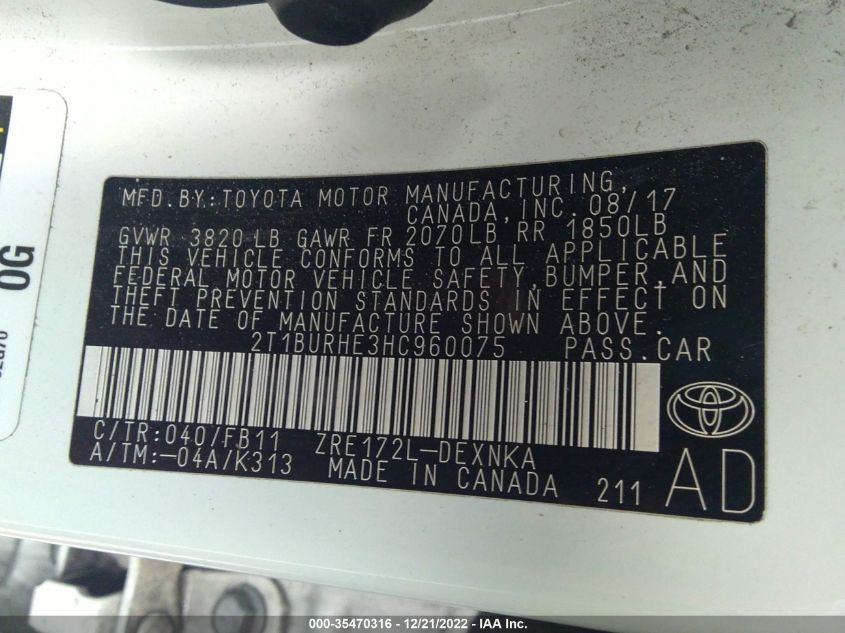 MFD.BY:TOYOTA MOTOR MANUFACTURING,
CANADA, INC. 08/17
GVWR 3820LB GAWR FR 2070LB RR 1850LB
THIS VEHICLE CONFORMS TO ALL APPLICABLE
FEDERAL MOTOR VEHICLE SAFETY,BUMPER,AND
THEFT PREVENTION STANDARDS IN EFFECT ON
THE DATE OF MANUFACTURE SHOWN ABOVE.
2T1BURHE3HC960075 PASS.CAR
C/TR:040/FB11 ZRE172L-DEXNKA
A/TM:-04A/K313 MADE IN CANADA 211 AD
0G
000-35470316 - 12/21/2022 - IAA Inc.